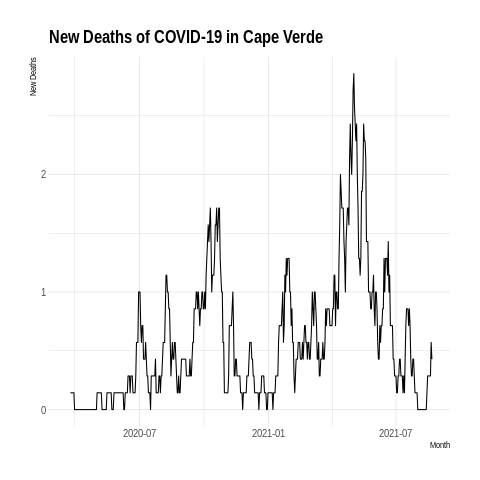 New Deaths of COVID-19 in Cape Verde
New Deaths
2
1
0
2020-07
2021-01
2021-07
Month